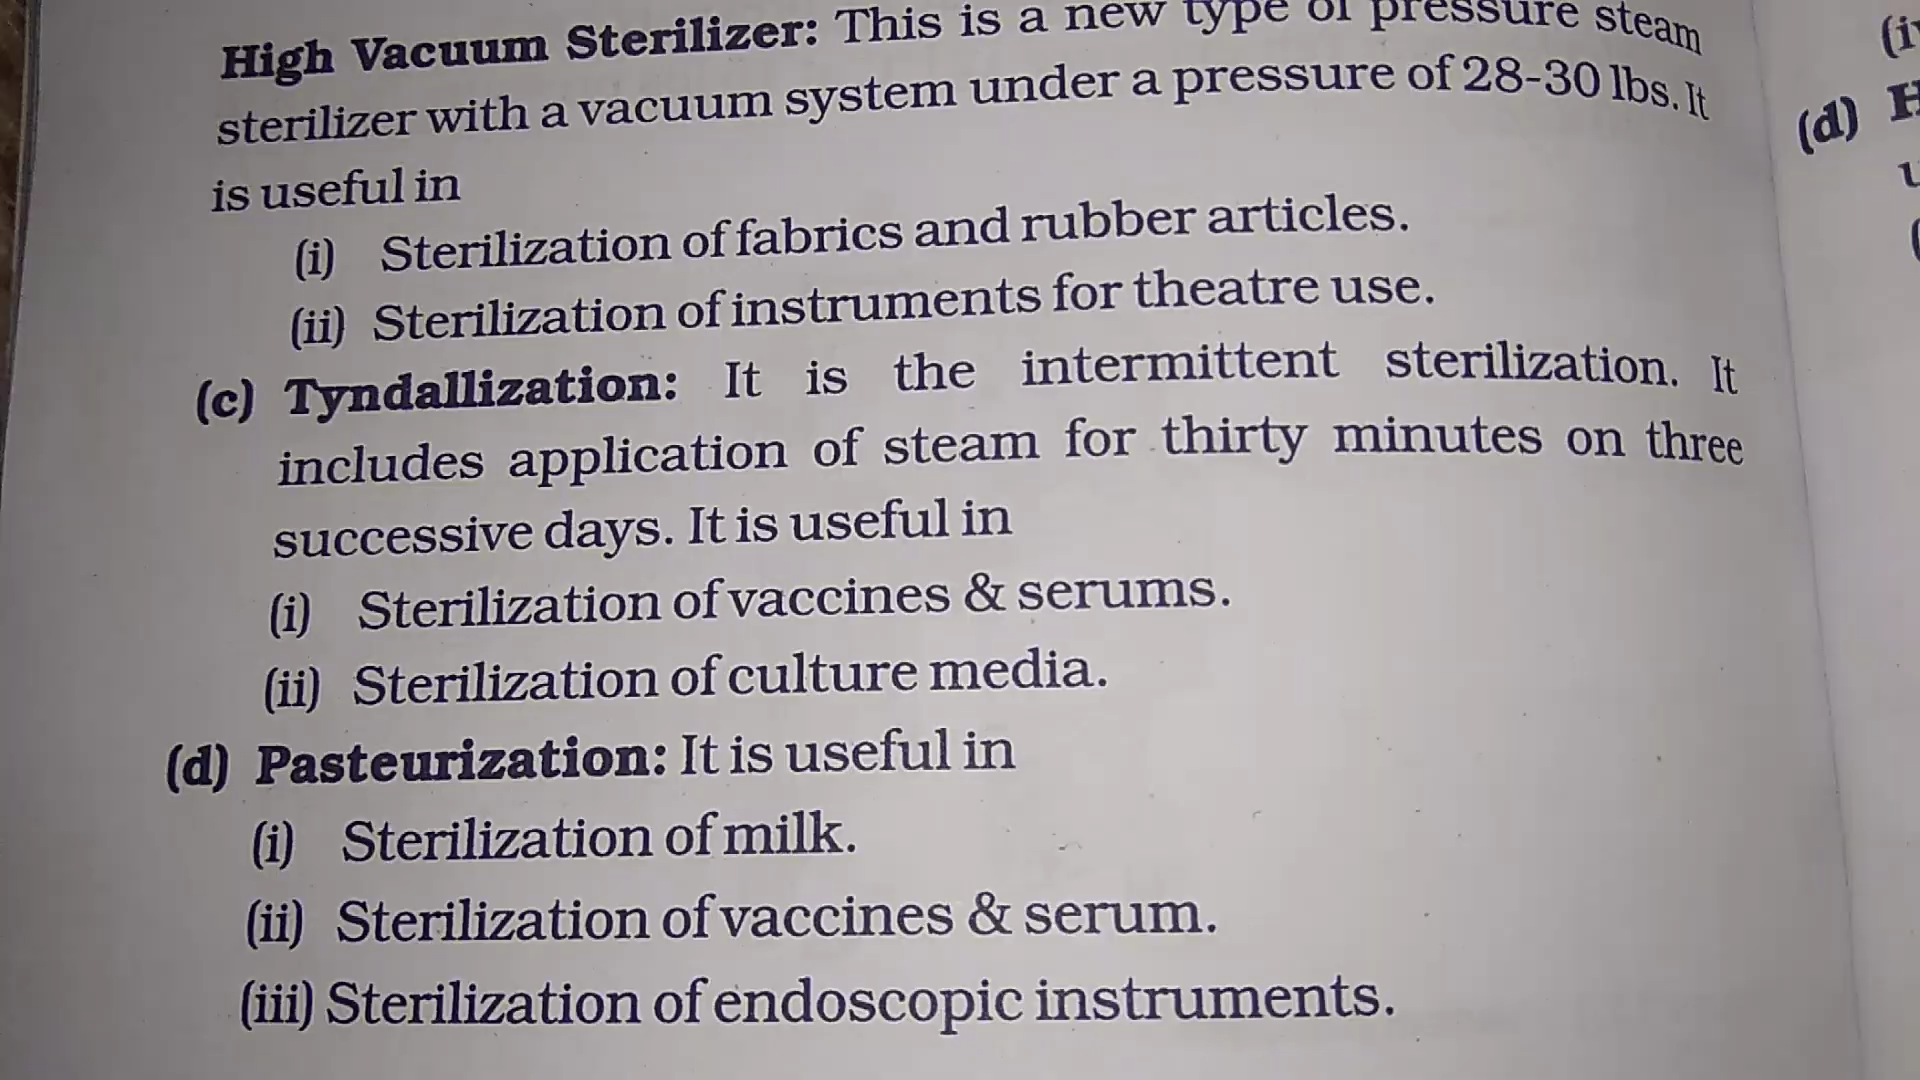 High Vacuum Sterilizer: This is a new type of pressure steam
sterilizer with a vacuum system under a pressure of 28-30 lbs. It
is useful in
(i) Sterilization of fabrics and rubber articles.
(ii) Sterilization of instruments for theatre use.
(c) Tyndallization: It is the intermittent sterilization. It
includes application of steam for thirty minutes on three
successive days. It is useful in
(i) Sterilization of vaccines & serums.
(ii) Sterilization of culture media.
(d) Pasteurization: It is useful in
(i) Sterilization of milk.
(ii) Sterilization of vaccines & serum.
(iii) Sterilization of endoscopic instruments.
(d)